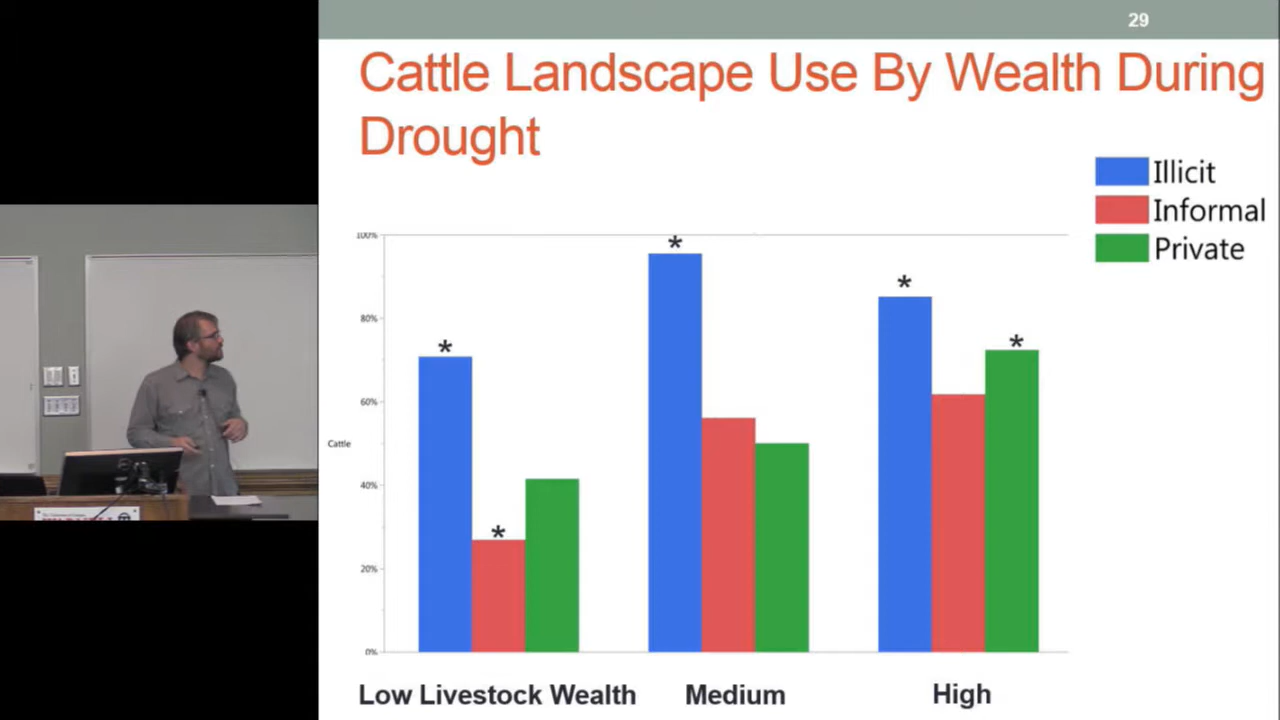 29
Cattle Landscape Use By Wealth During
Drought
Illicit
Informal
Private
100%
80%
60%
Cattle
40%
20%
0%
*
*
*
*
*
Low Livestock Wealth
Medium
High